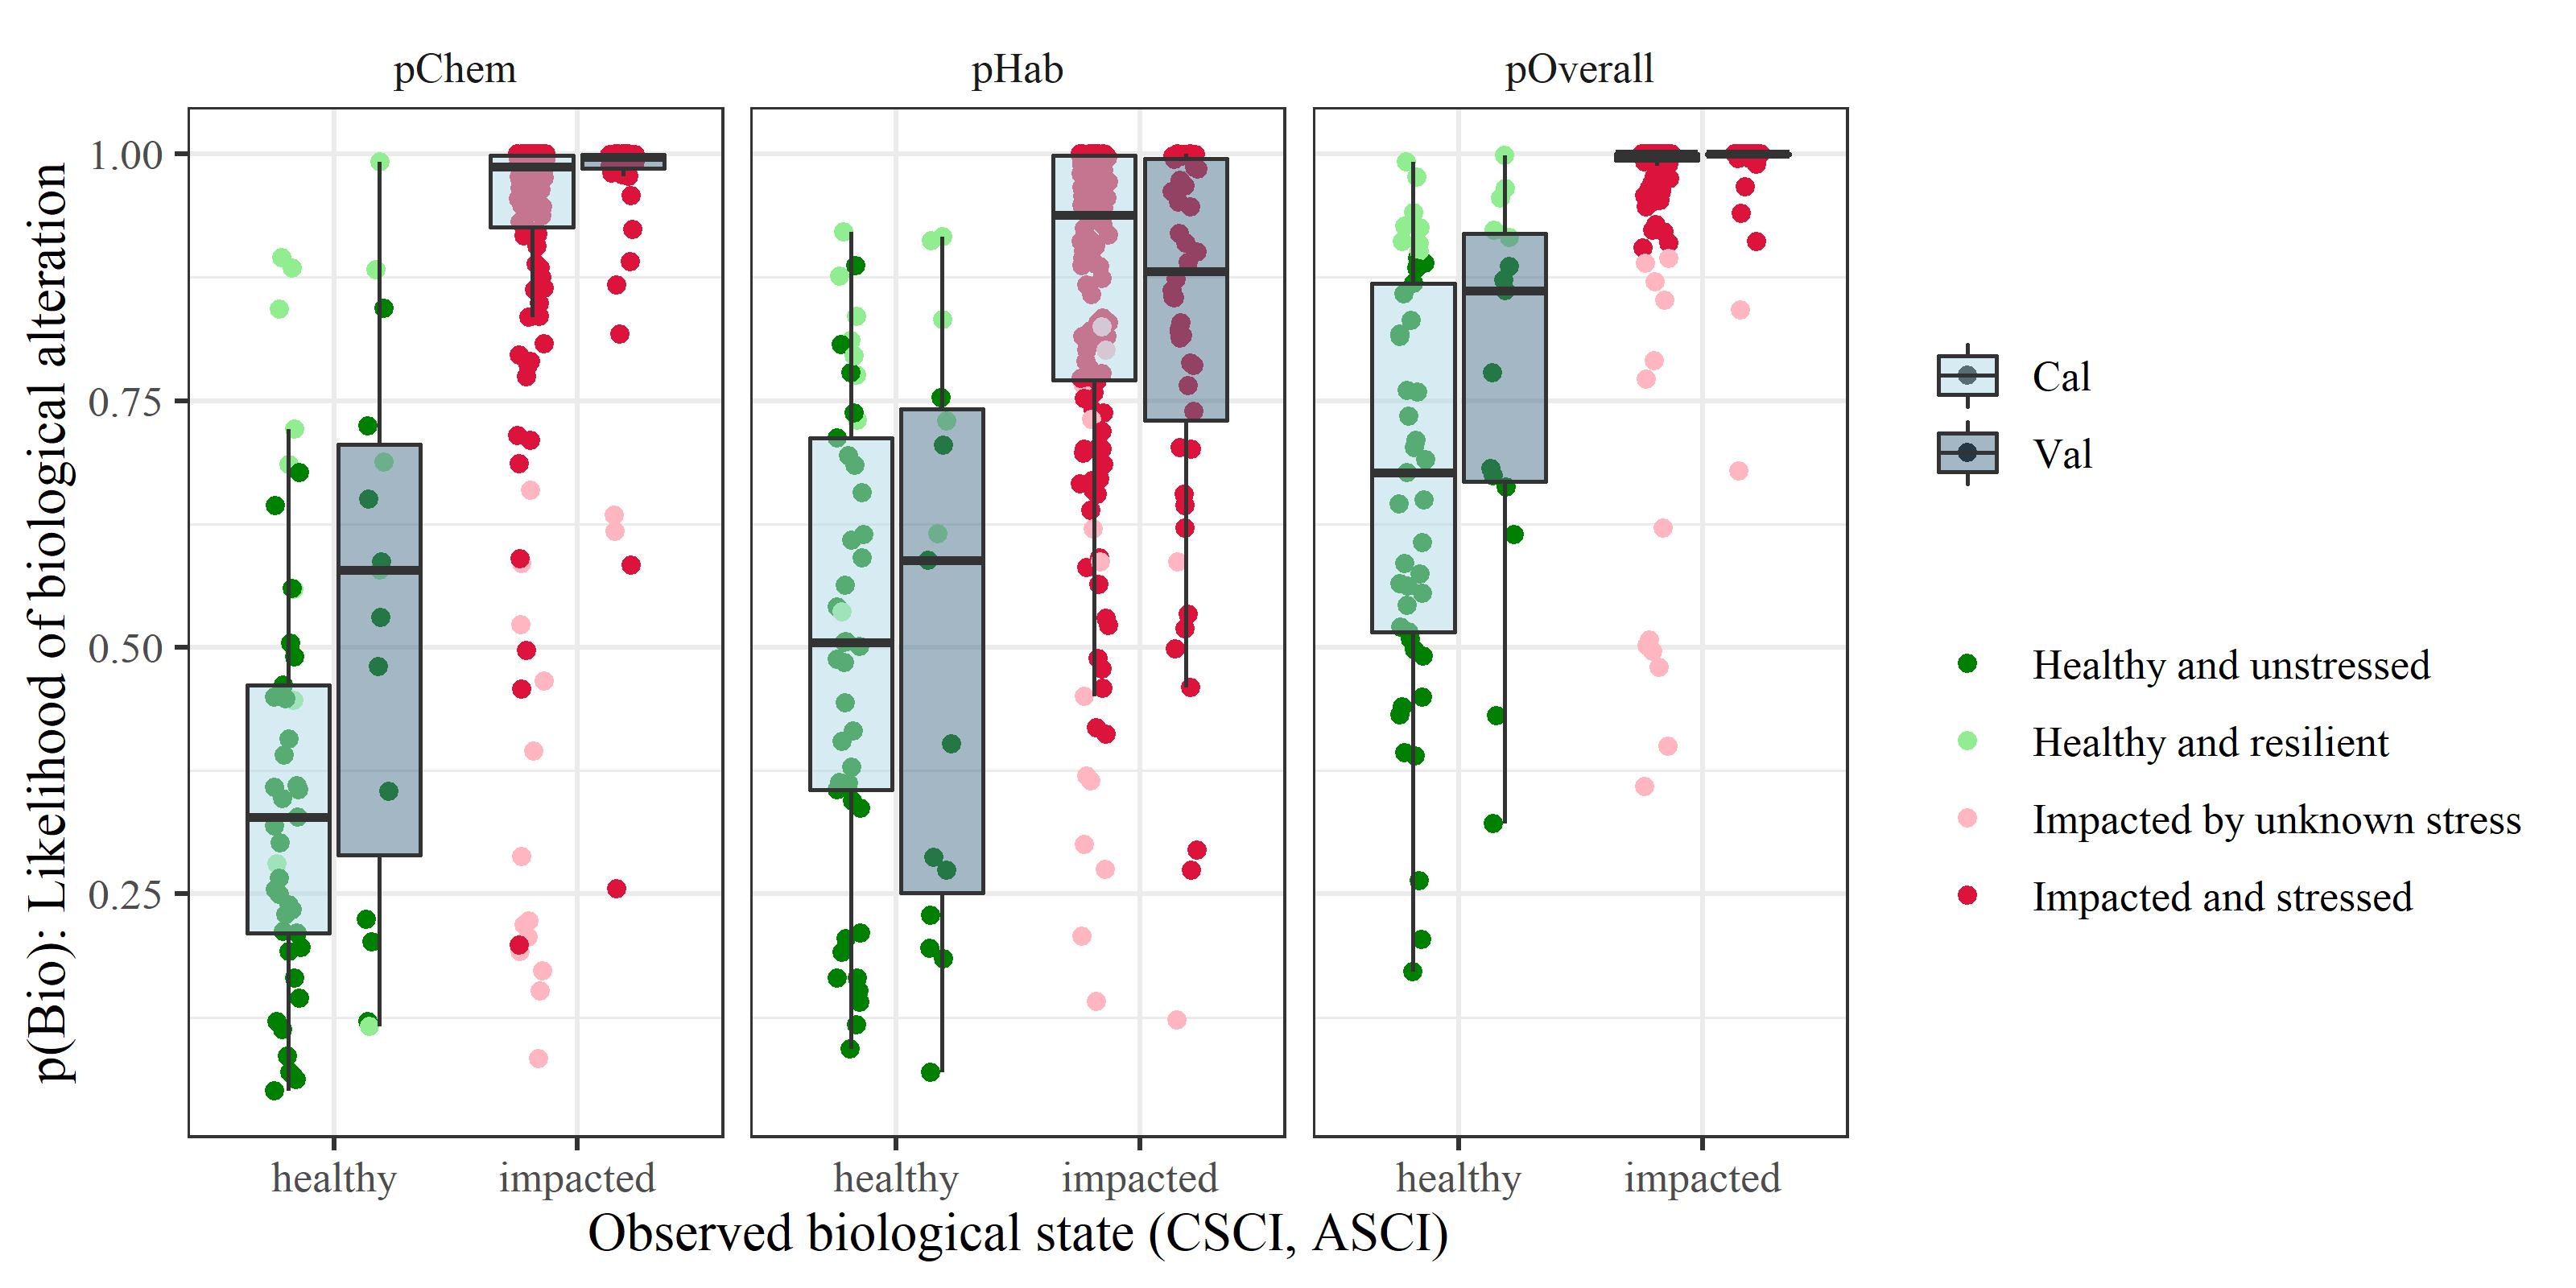 pChem
pHab
pOverall
p(Bio): Likelihood of biological alteration
1.00
0.75
0.50
0.25
healthy
impacted
healthy
impacted
healthy
impacted
Observed biological state (CSCI, ASCI)
Cal
Val
Healthy and unstressed
Healthy and resilient
Impacted by unknown stress
Impacted and stressed